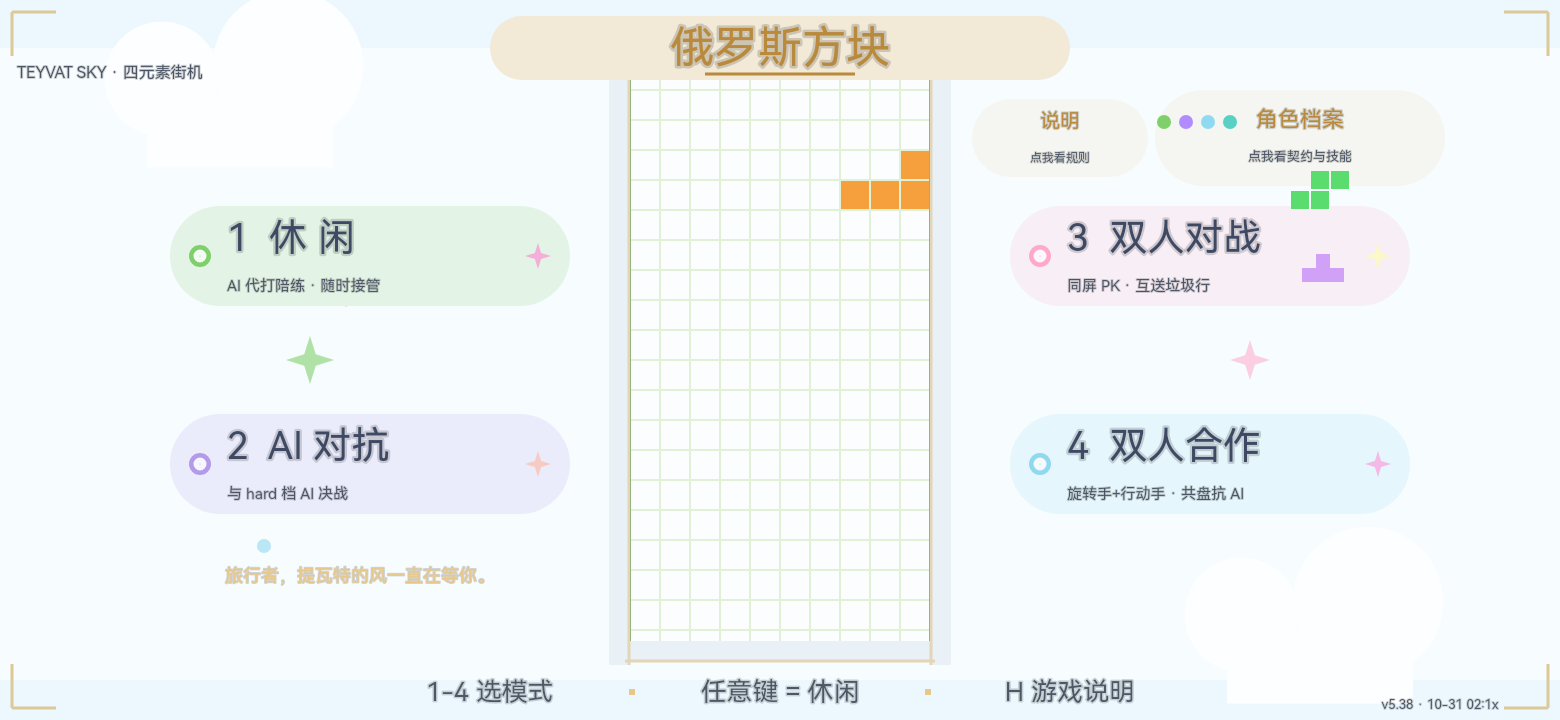 俄罗斯方块
TEYVAT SKY · 四元素街机
说明
点我看规则
角色档案
点我看契约与技能
1 休 闲
AI 代打陪练 · 随时接管
3 双人对战
同屏 PK · 互送垃圾行
2 AI 对抗
与 hard 档 AI 决战
4 双人合作
旋转手+行动手 · 共盘抗 AI
旅行者，提瓦特的风一直在等你。
1-4 选模式 · 任意键 = 休闲 · H 游戏说明
v5.38 · 10-31 02:1x